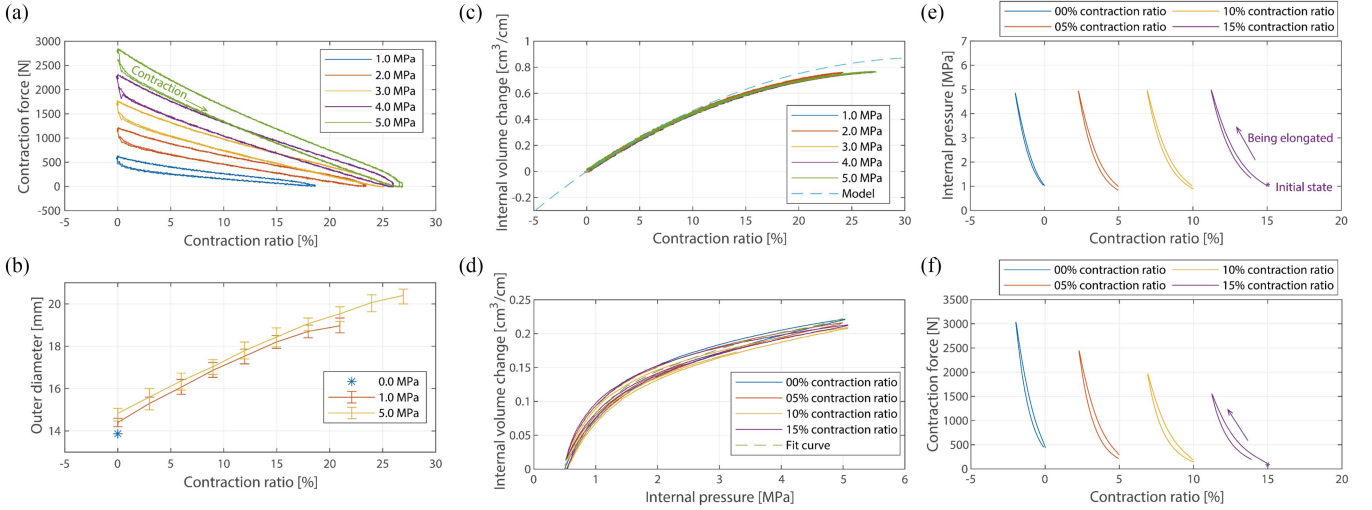 (a)
3000
2500
2000
1500
1000
500
0
-500
-5
0
5
10
15
20
25
30
Contraction force [N]
Contraction ratio [%]
Contraction
1.0 MPa
2.0 MPa
3.0 MPa
4.0 MPa
5.0 MPa
(b)
20
18
16
14
-5
0
5
10
15
20
25
30
Outer diameter [mm]
Contraction ratio [%]
0.0 MPa
1.0 MPa
5.0 MPa
(c)
1
0.8
0.6
0.4
0.2
0
-0.2
-5
0
5
10
15
20
25
30
Internal volume change [cm³/cm]
Contraction ratio [%]
1.0 MPa
2.0 MPa
3.0 MPa
4.0 MPa
5.0 MPa
Model
(d)
0.25
0.2
0.15
0.1
0.05
0
0
1
2
3
4
5
6
Internal volume change [cm³/cm]
Internal pressure [MPa]
00% contraction ratio
05% contraction ratio
10% contraction ratio
15% contraction ratio
Fit curve
(e)
00% contraction ratio
10% contraction ratio
05% contraction ratio
15% contraction ratio
7
6
5
4
3
2
1
0
-5
0
5
10
15
20
Internal pressure [MPa]
Contraction ratio [%]
Being elongated
Initial state
(f)
00% contraction ratio
10% contraction ratio
05% contraction ratio
15% contraction ratio
3500
3000
2500
2000
1500
1000
500
0
-5
0
5
10
15
20
Contraction force [N]
Contraction ratio [%]